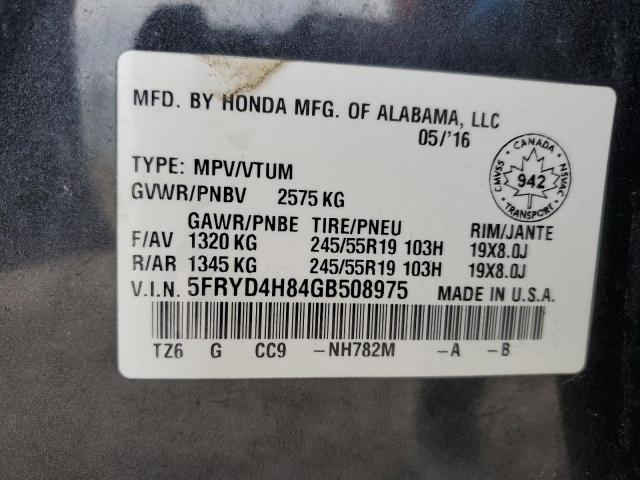 MFD. BY HONDA MFG. OF ALABAMA, LLC
05/'16
TYPE: MPV/VTUM
GVWR/PNBV 2575 KG
GAWR/PNBE TIRE/PNEU RIM/JANTE
F/AV 1320 KG 245/55R19 103H 19X8.0J
R/AR 1345 KG 245/55R19 103H 19X8.0J
V.I.N. 5FRYD4H84GB508975 MADE IN U.S.A.
TZ6 G CC9 -NH782M -A -B
CANADA
CMVSS 942 NSVAC
TRANSPORT